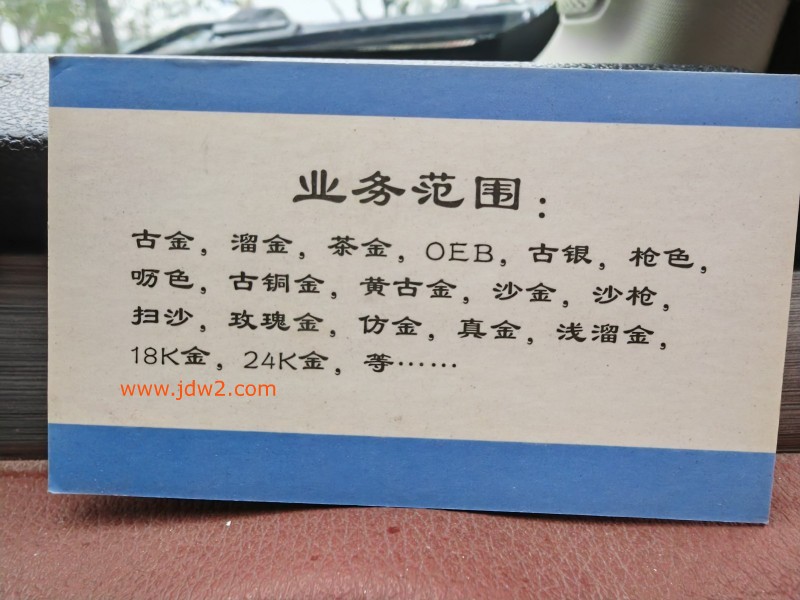 业务范围：
古金，溜金，茶金，OEB，古银，枪色，
呖色，古铜金，黄古金，沙金，沙枪，
扫沙，玫瑰金，仿金，真金，浅溜金，
18K金，24K金，等……
www.jdw2.com